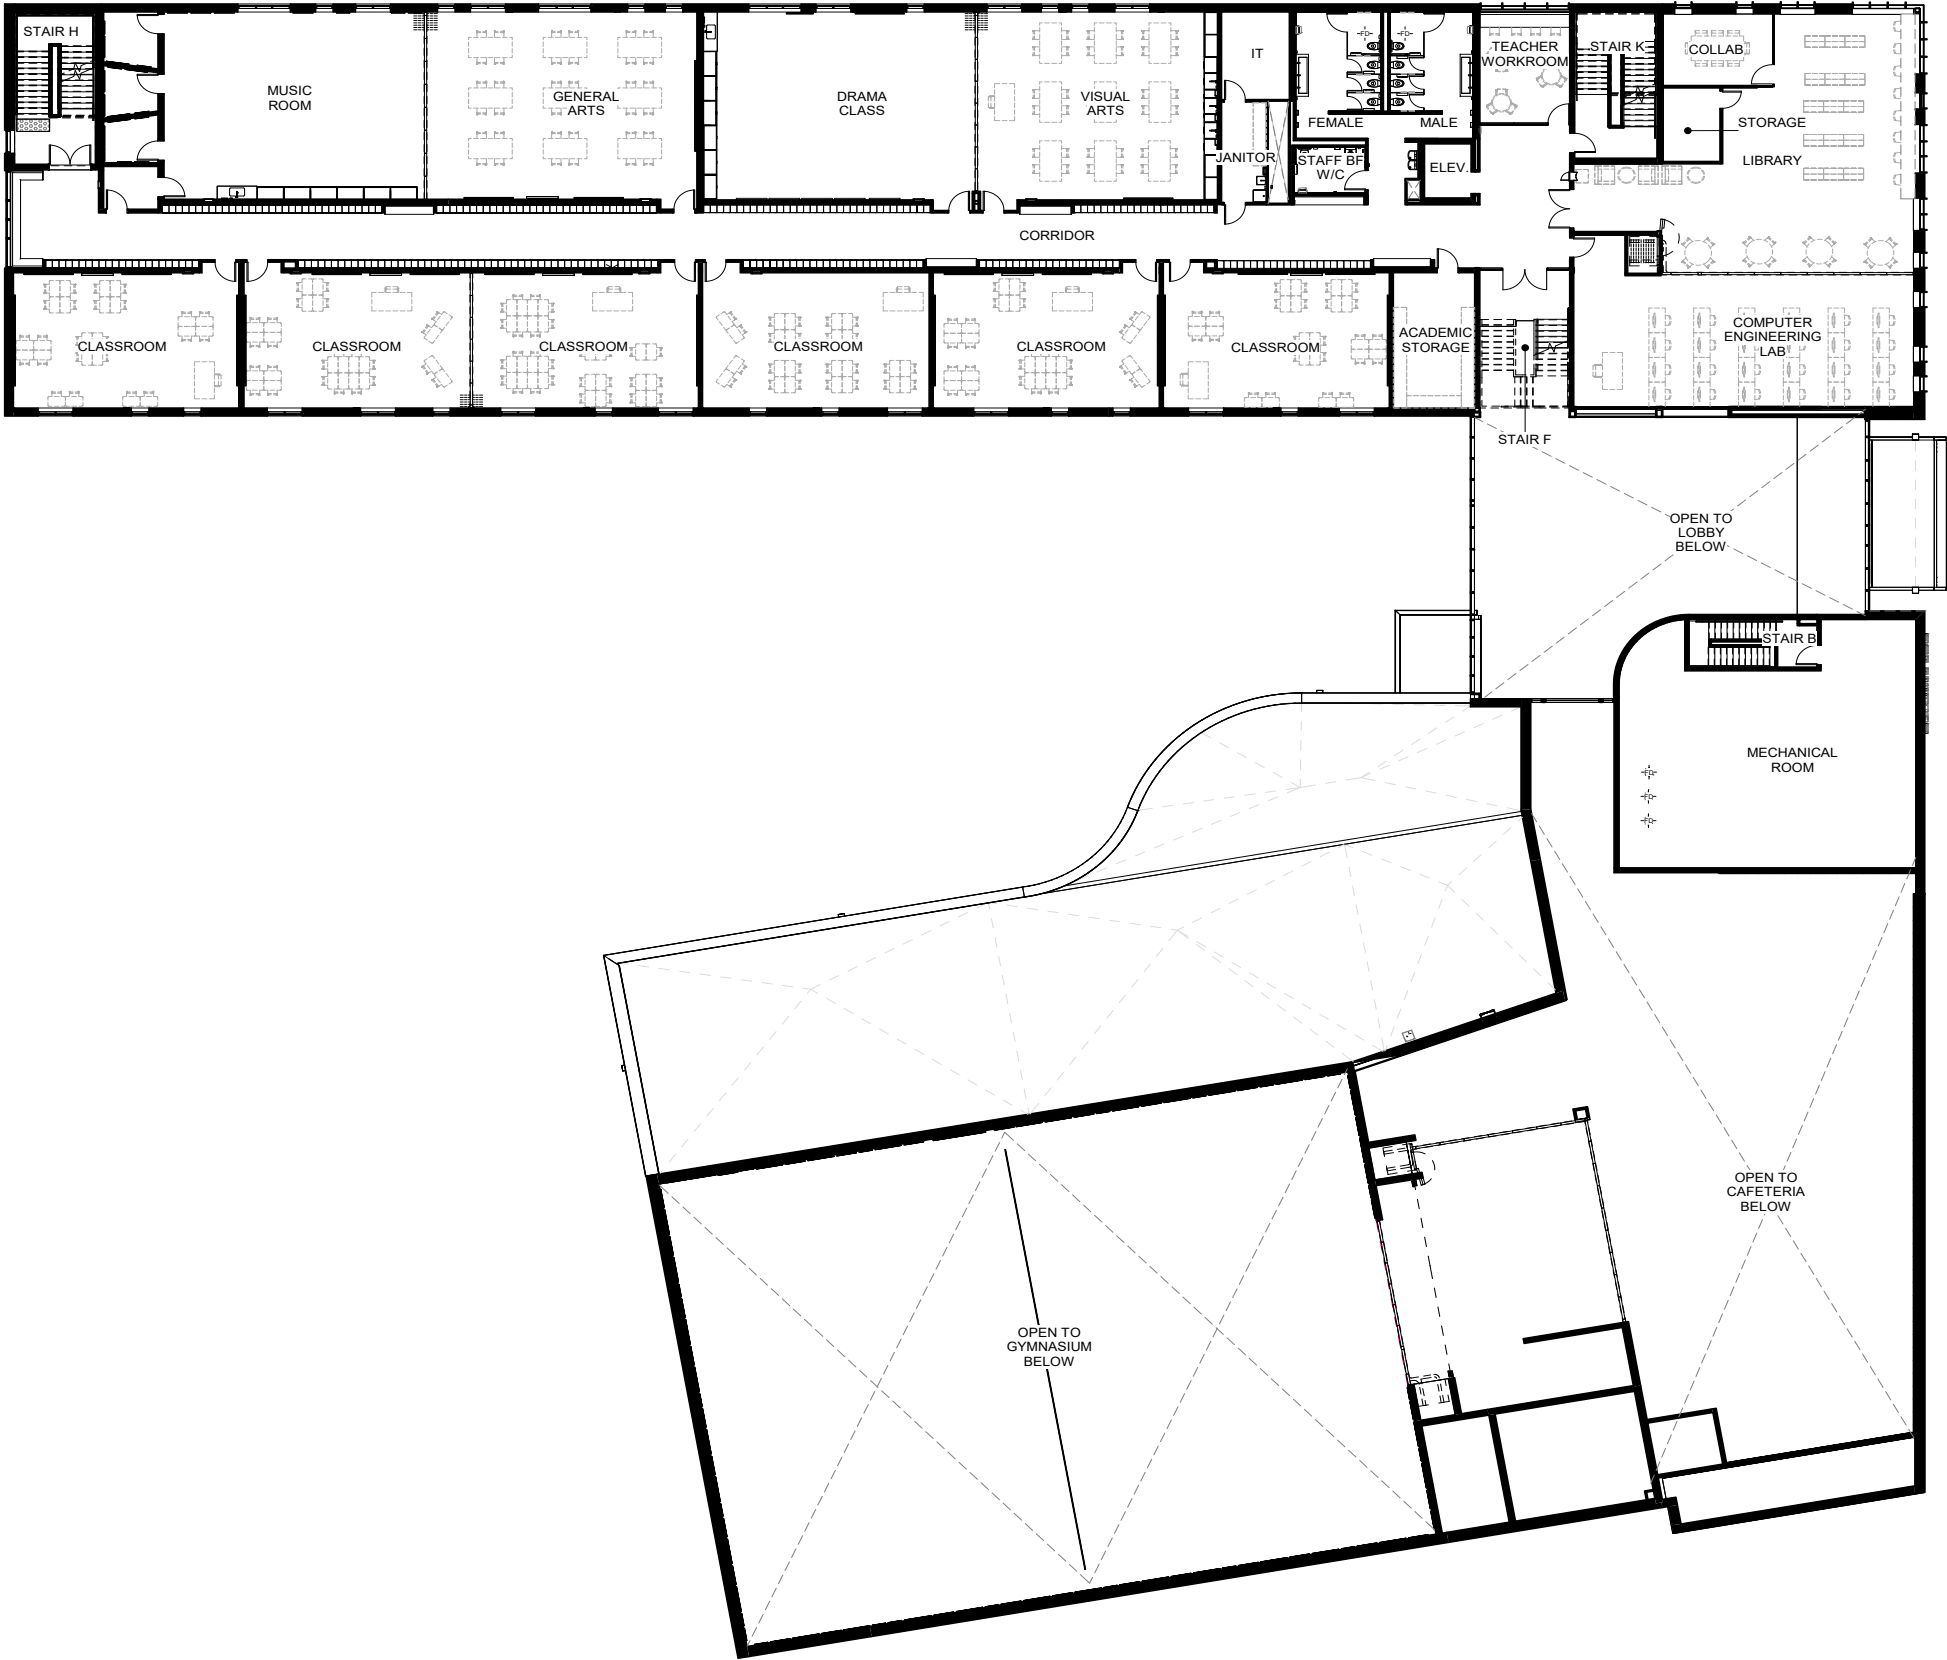 STAIR H
MUSIC
ROOM
GENERAL
ARTS
DRAMA
CLASS
VISUAL
ARTS
IT
JANITOR
FEMALE
MALE
STAFF BF
W/C
ELEV.
TEACHER
WORKROOM
STAIR K
COLLAB
STORAGE
LIBRARY
CORRIDOR
CLASSROOM
CLASSROOM
CLASSROOM
CLASSROOM
CLASSROOM
CLASSROOM
ACADEMIC
STORAGE
COMPUTER
ENGINEERING
LAB
STAIR F
OPEN TO
LOBBY
BELOW
STAIR B
MECHANICAL
ROOM
OPEN TO
CAFETERIA
BELOW
OPEN TO
GYMNASIUM
BELOW